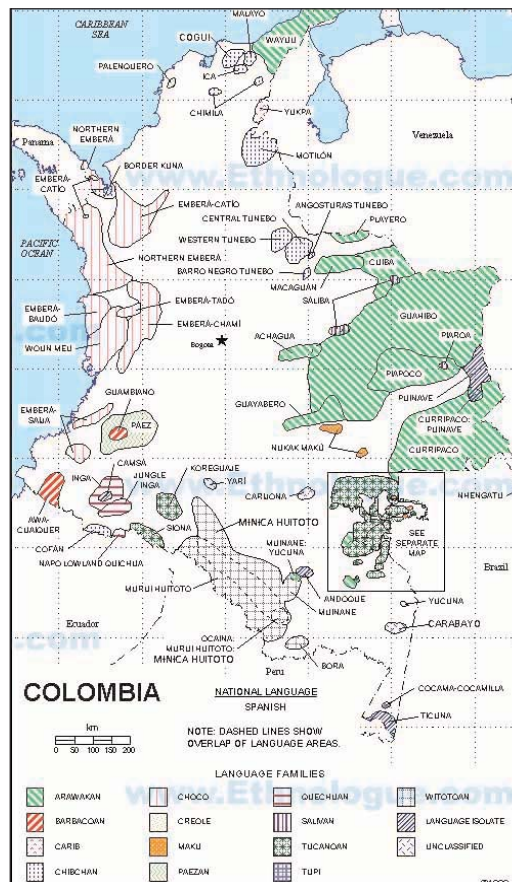 CARIBBEAN
SEA
MALAYO
COGUI
WAYUU
ICA
PALENQUERO
CHIMILA
YUKPA
Venezuela
NORTHERN
EMBERÁ
Panama
MOTILÓN
EMBERÁ-
CATÍO
BORDER KUNA
www.Ethnologue.com
EMBERÁ-CATÍO
ANGOSTURAS TUNEBO
CENTRAL TUNEBO
PLAYERO
PACIFIC
OCEAN
WESTERN TUNEBO
CUIBA
NORTHERN EMBERÁ
BARRO NEGRO TUNEBO
MACAGUÁN
EMBERÁ-TADÓ
SÁLIBA
EMBERÁ-
BAUDÓ
GUAHIBO
EMBERÁ-CHAMÍ
PIAROA
ACHAGUA
WOUN MEU
Bogota
PIAPOCO
GUAMBIANO
PUINAVE
EMBERÁ-
SAIJA
PÁEZ
GUAYABERO
CURRIPACO:
PUINAVE
NUKAK MAKÚ
CURRIPACO
CAMSÁ
KOREGUAJE
INGA
JUNGLE
INGA
YARÍ
CARIJONA
NHENGATU
AWA-
CUAIQUER
SIONA
MINICA HUITOTO
SEE
SEPARATE
MAP
COFÁN
MUINANE:
YUCUNA
NAPO LOWLAND QUICHUA
Brazil
ANDOQUE
MURUI HUITOTO
MUINANE
YUCUNA
Ecuador
OCAINA:
MURUI HUITOTO:
MINICA HUITOTO
CARABAYO
BORA
Peru
COCAMA-COCAMILLA
COLOMBIA
NATIONAL LANGUAGE
SPANISH
TICUNA
km
0 50 100 150 200
NOTE: DASHED LINES SHOW
OVERLAP OF LANGUAGE AREAS.
LANGUAGE FAMILIES
ARAWAKAN
CHOCO
QUECHUAN
WITOTOAN
BARBACOAN
CREOLE
SALIVAN
LANGUAGE ISOLATE
CARIB
MAKU
TUCANOAN
UNCLASSIFIED
CHIBCHAN
PAEZAN
TUPI
www.Ethnologue.com